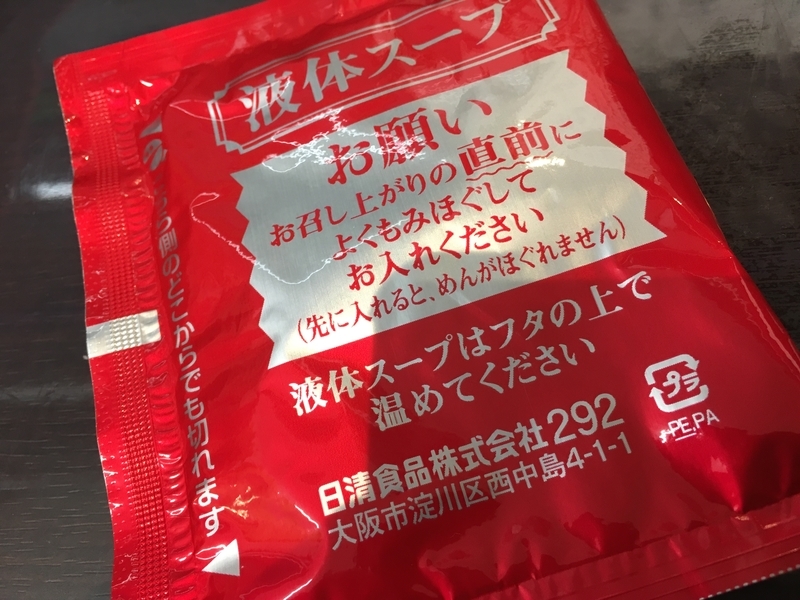 液体スープ
お願い
お召し上がりの直前に
よくもみほぐして
お入れください
(先に入れると、めんがほぐれません)
液体スープはフタの上で
温めてください
日清食品株式会社292
大阪市淀川区西中島4-1-1
プラ
PE,PA
側のどこからでも切れます